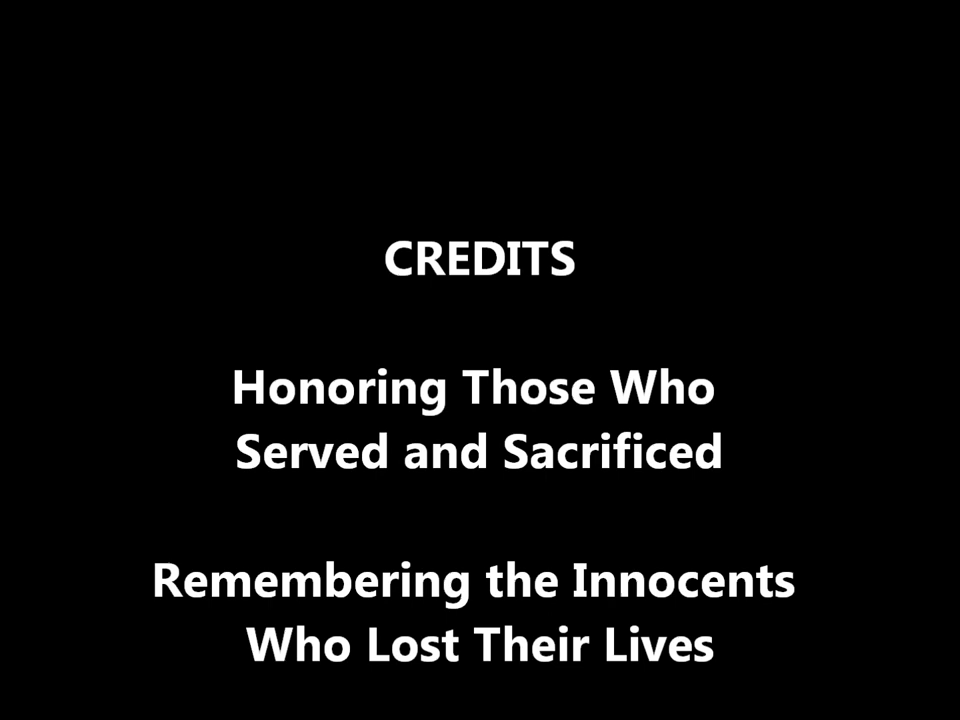 CREDITS
Honoring Those Who
Served and Sacrificed
Remembering the Innocents
Who Lost Their Lives